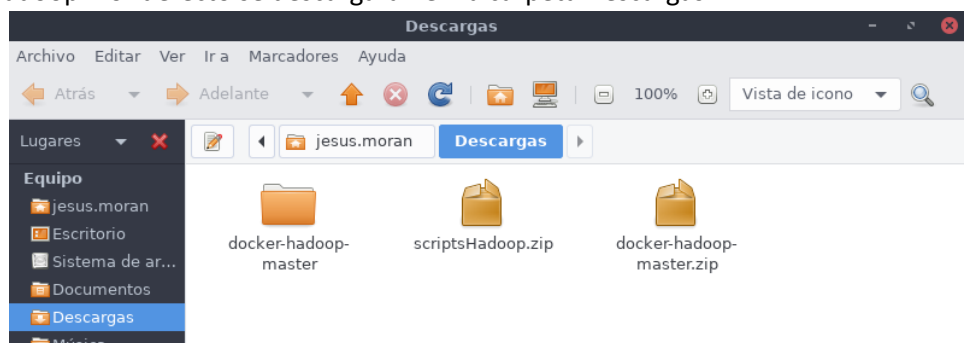 Descargas
Archivo Editar Ver Ir a Marcadores Ayuda
Atrás Adelante 100% Vista de icono
Lugares jesus.moran Descargas
Equipo
jesus.moran
Escritorio
Sistema de ar...
Documentos
Descargas
docker-hadoop-
master
scriptsHadoop.zip
docker-hadoop-
master.zip